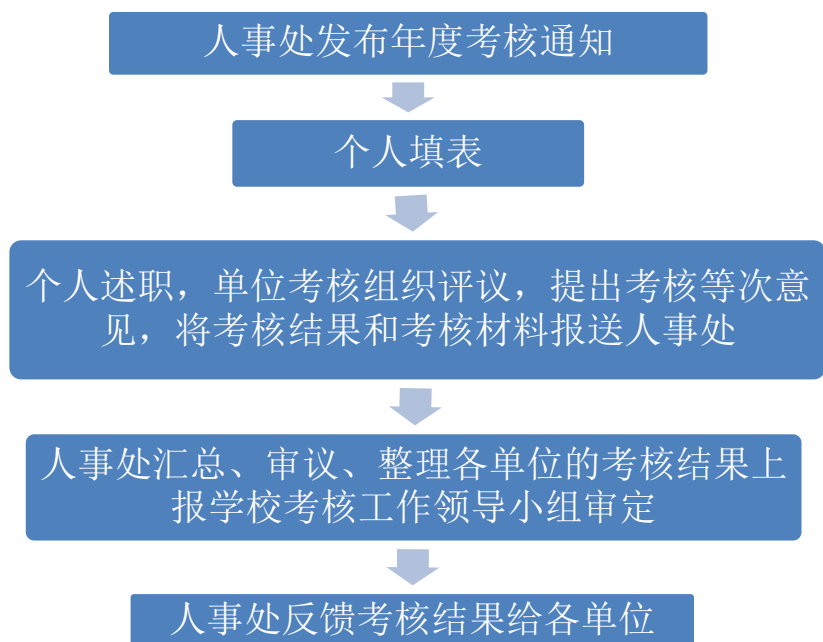 人事处发布年度考核通知
个人填表
个人述职，单位考核组织评议，提出考核等次意
见，将考核结果和考核材料报送人事处
人事处汇总、审议、整理各单位的考核结果上
报学校考核工作领导小组审定
人事处反馈考核结果给各单位